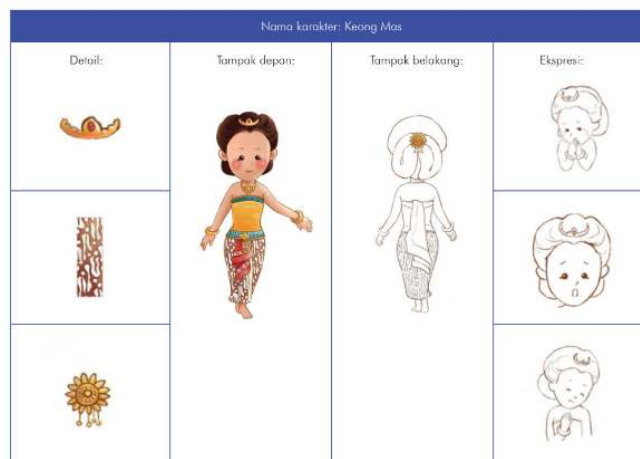 Nama karakter: Keong Mas
Detail:
Tampak depan:
Tampak belakang:
Ekspresi: